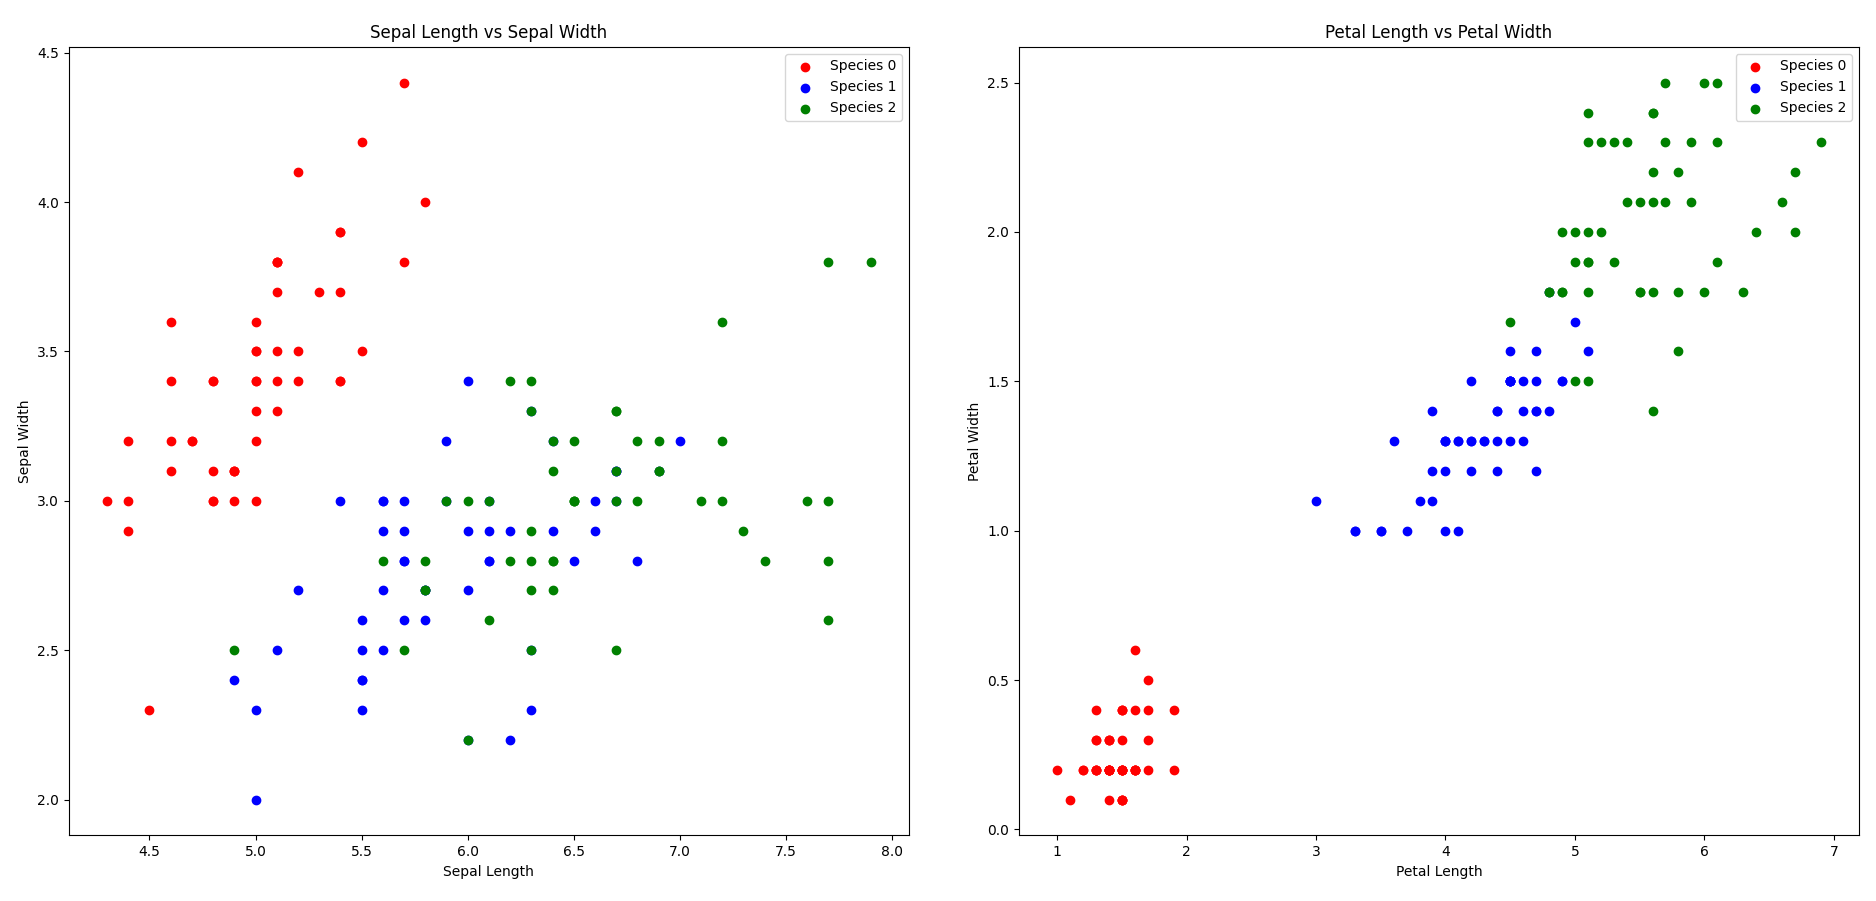 Sepal Length vs Sepal Width
Species 0
Species 1
Species 2
4.5
4.0
3.5
3.0
2.5
2.0
Sepal Width
4.5 5.0 5.5 6.0 6.5 7.0 7.5 8.0
Sepal Length
Petal Length vs Petal Width
Species 0
Species 1
Species 2
2.5
2.0
1.5
1.0
0.5
0.0
Petal Width
1 2 3 4 5 6 7
Petal Length